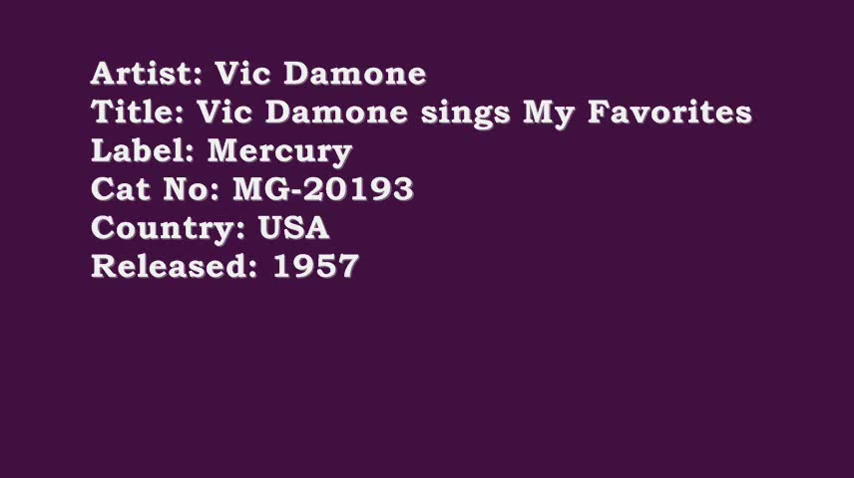 Artist: Vic Damone
Title: Vic Damone sings My Favorites
Label: Mercury
Cat No: MG-20193
Country: USA
Released: 1957